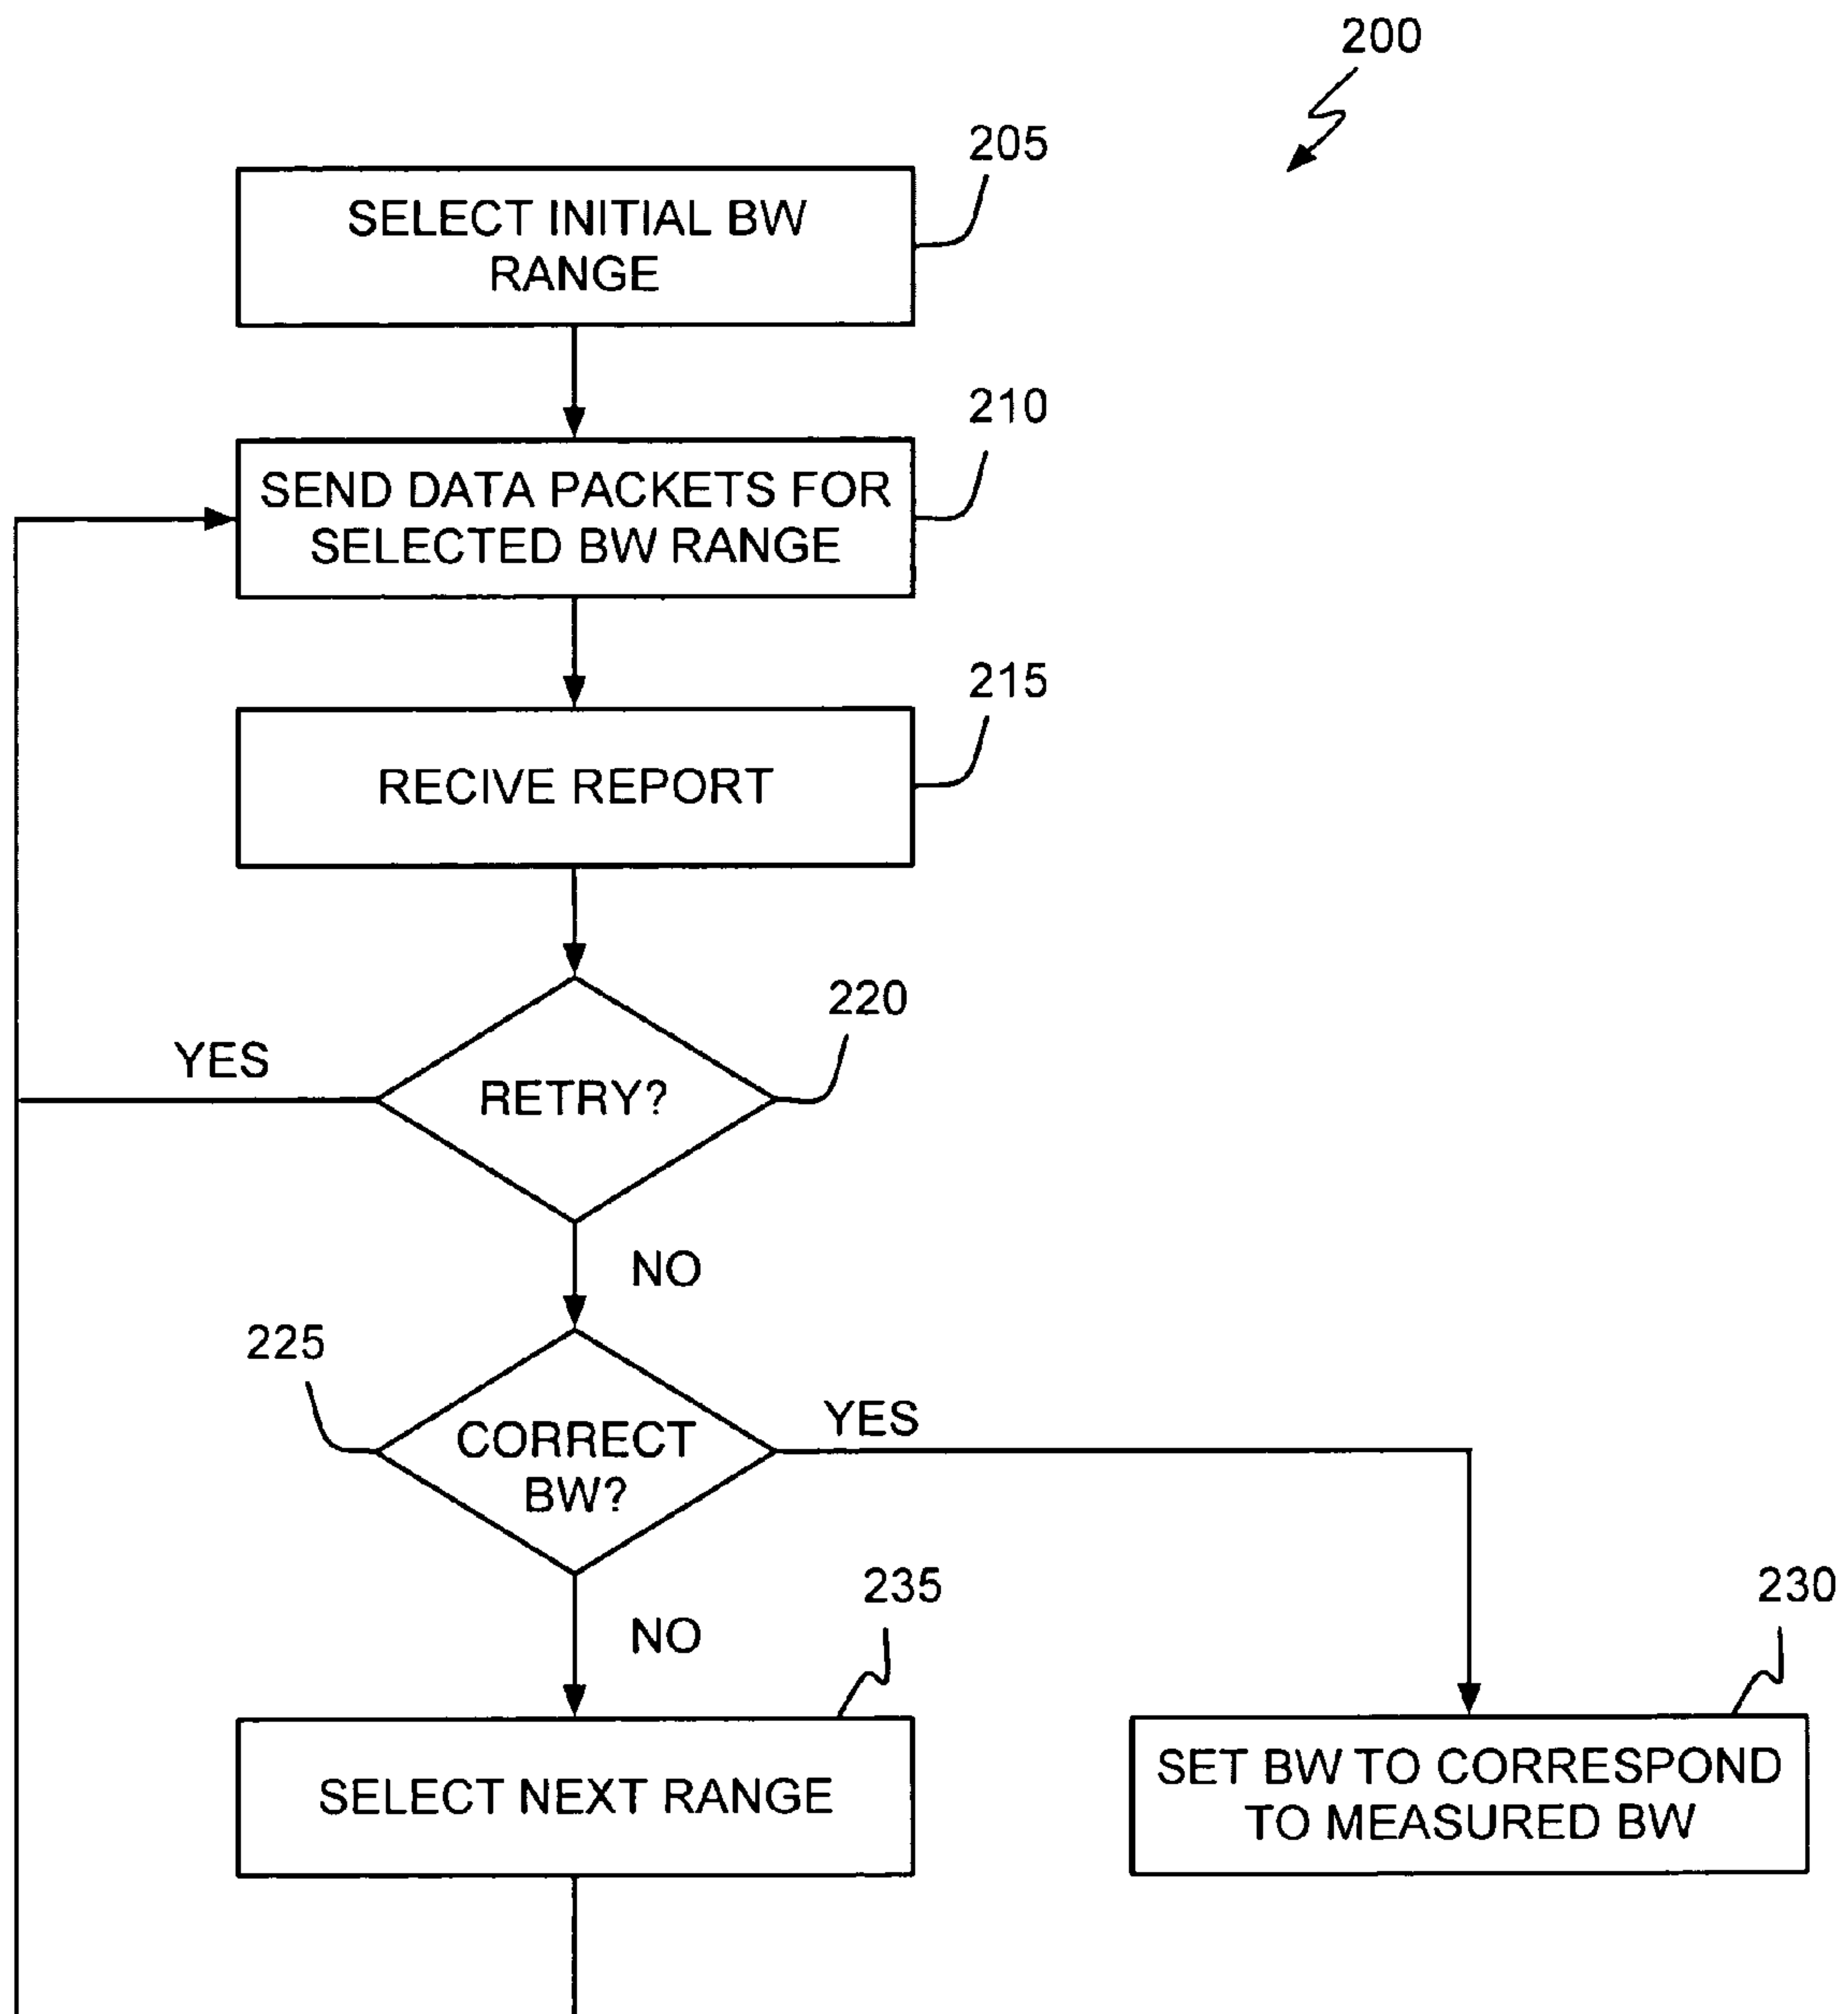 200
205
SELECT INITIAL BW
RANGE
210
SEND DATA PACKETS FOR
SELECTED BW RANGE
215
RECIVE REPORT
220
YES
RETRY?
NO
225
YES
CORRECT
BW?
235
230
NO
SELECT NEXT RANGE
SET BW TO CORRESPOND
TO MEASURED BW